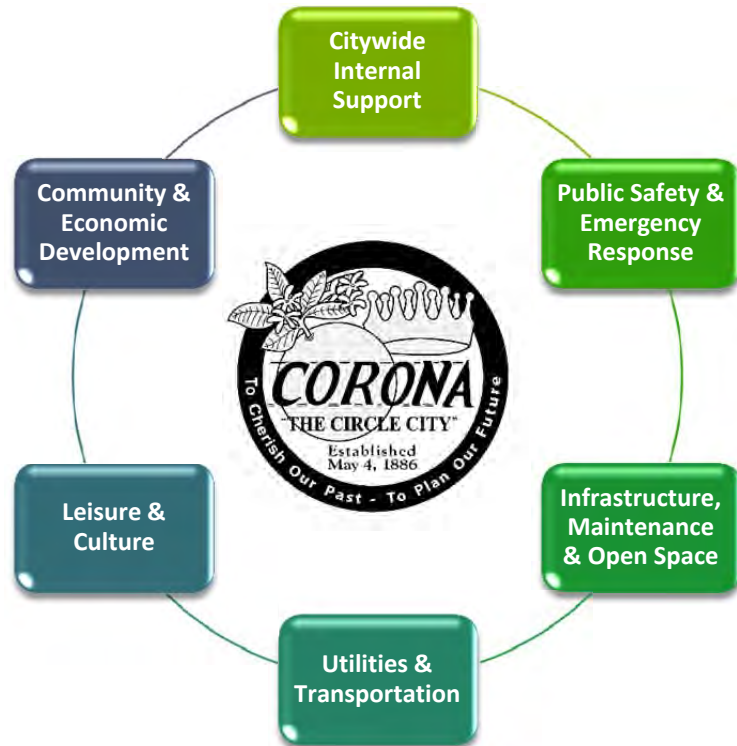 Citywide
Internal
Support
Public Safety &
Emergency
Response
Infrastructure,
Maintenance
& Open Space
Utilities &
Transportation
Leisure &
Culture
Community &
Economic
Development
CORONA
"THE CIRCLE CITY"
Established
May 4, 1886
To Cherish Our Past - To Plan Our Future